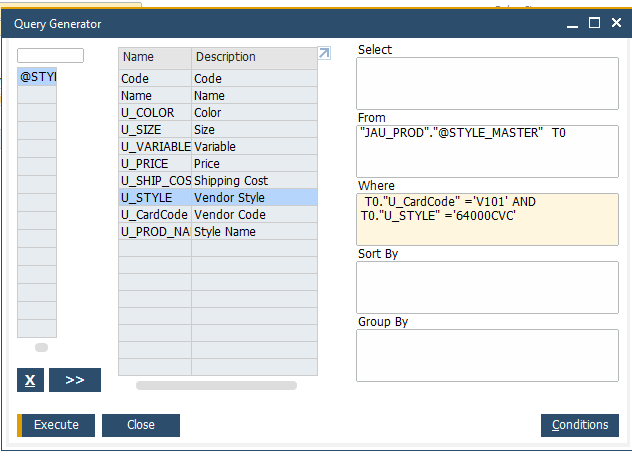 Query Generator
@STYL
Name Description
Code Code
Name Name
U_COLOR Color
U_SIZE Size
U_VARIABLE Variable
U_PRICE Price
U_SHIP_COS Shipping Cost
U_STYLE Vendor Style
U_CardCode Vendor Code
U_PROD_NA Style Name
Select
From
"JAU_PROD"."@STYLE_MASTER" T0
Where
T0."U_CardCode" ='V101' AND
T0."U_STYLE" ='64000CVC'
Sort By
Group By
X >>
Execute Close Conditions